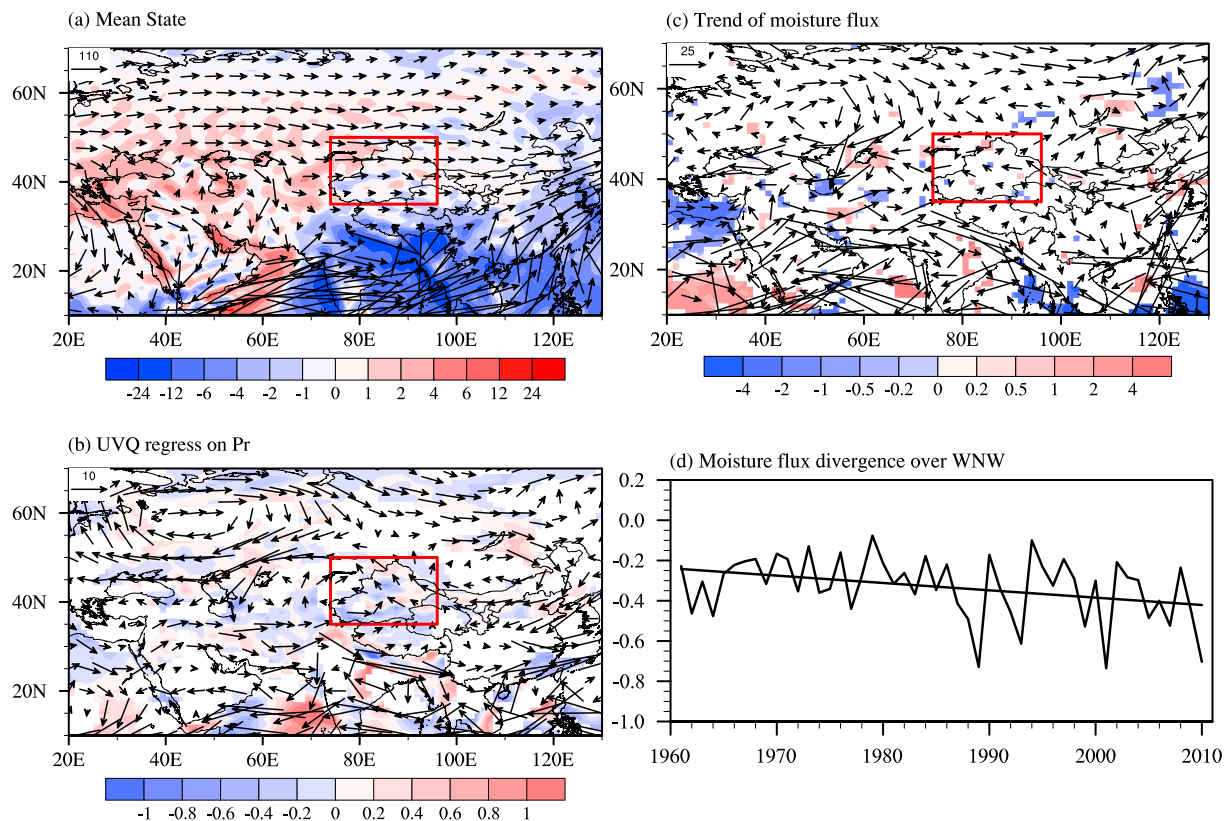 (a) Mean State
110
60N
40N
20N
20E 40E 60E 80E 100E 120E
-24 -12 -6 -4 -2 -1 0 1 2 4 6 12 24
(c) Trend of moisture flux
25
60N
40N
20N
20E 40E 60E 80E 100E 120E
-4 -2 -1 -0.5 -0.2 0 0.2 0.5 1 2 4
(b) UVQ regress on Pr
10
60N
40N
20N
20E 40E 60E 80E 100E 120E
-1 -0.8 -0.6 -0.4 -0.2 0 0.2 0.4 0.6 0.8 1
(d) Moisture flux divergence over WNW
0.2
0.0
-0.2
-0.4
-0.6
-0.8
-1.0
1960 1970 1980 1990 2000 2010